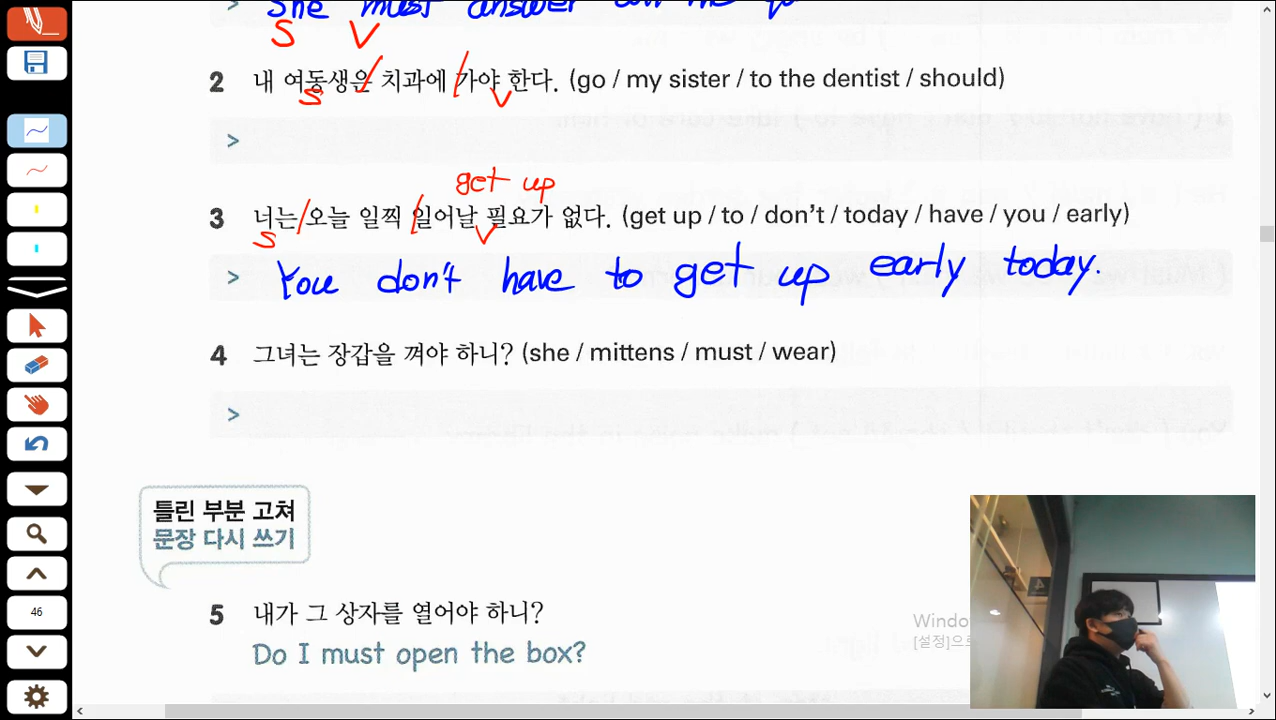 She must answer all the
S V
2 내 여동생은 / 치과에 / 가야 한다. (go / my sister / to the dentist / should)
S V
>
get up
3 너는 / 오늘 일찍 / 일어날 필요가 없다. (get up / to / don't / today / have / you / early)
S V
> You don't have to get up early today.
4 그녀는 장갑을 껴야 하니? (she / mittens / must / wear)
>
틀린 부분 고쳐
문장 다시 쓰기
5 내가 그 상자를 열어야 하니?
Do I must open the box?
46